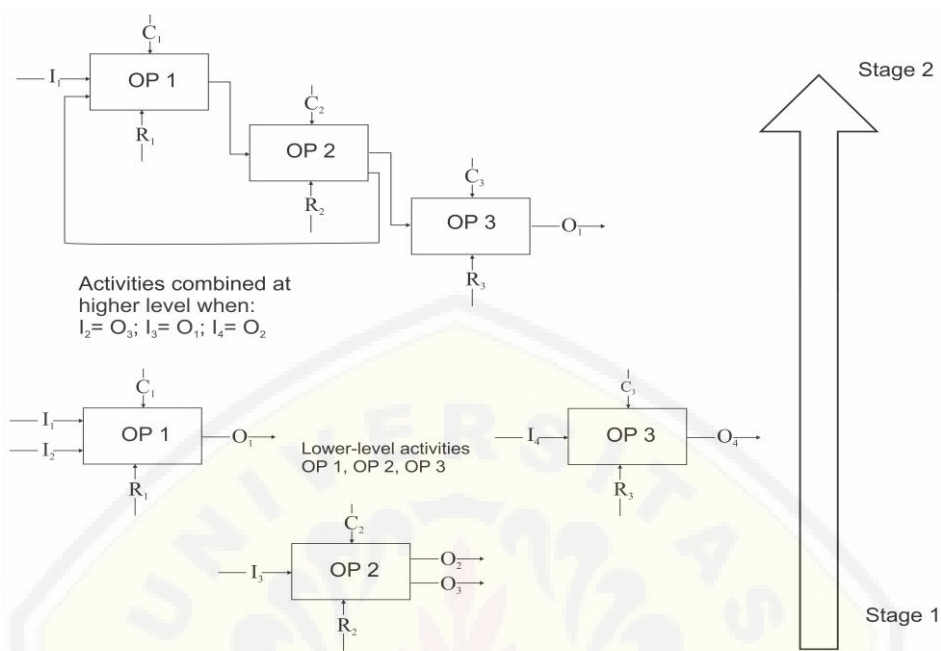 C₁
I₁
OP 1
R₁
C₂
OP 2
R₂
C₃
OP 3
O₁
R₃
Stage 2
Activities combined at
higher level when:
I₂= O₃; I₃= O₁; I₄= O₂
C₁
I₁
I₂
OP 1
O₁
R₁
Lower-level activities
OP 1, OP 2, OP 3
C₃
I₄
OP 3
O₄
R₃
C₂
I₃
OP 2
O₂
O₃
R₂
Stage 1
UNIVERSITAS